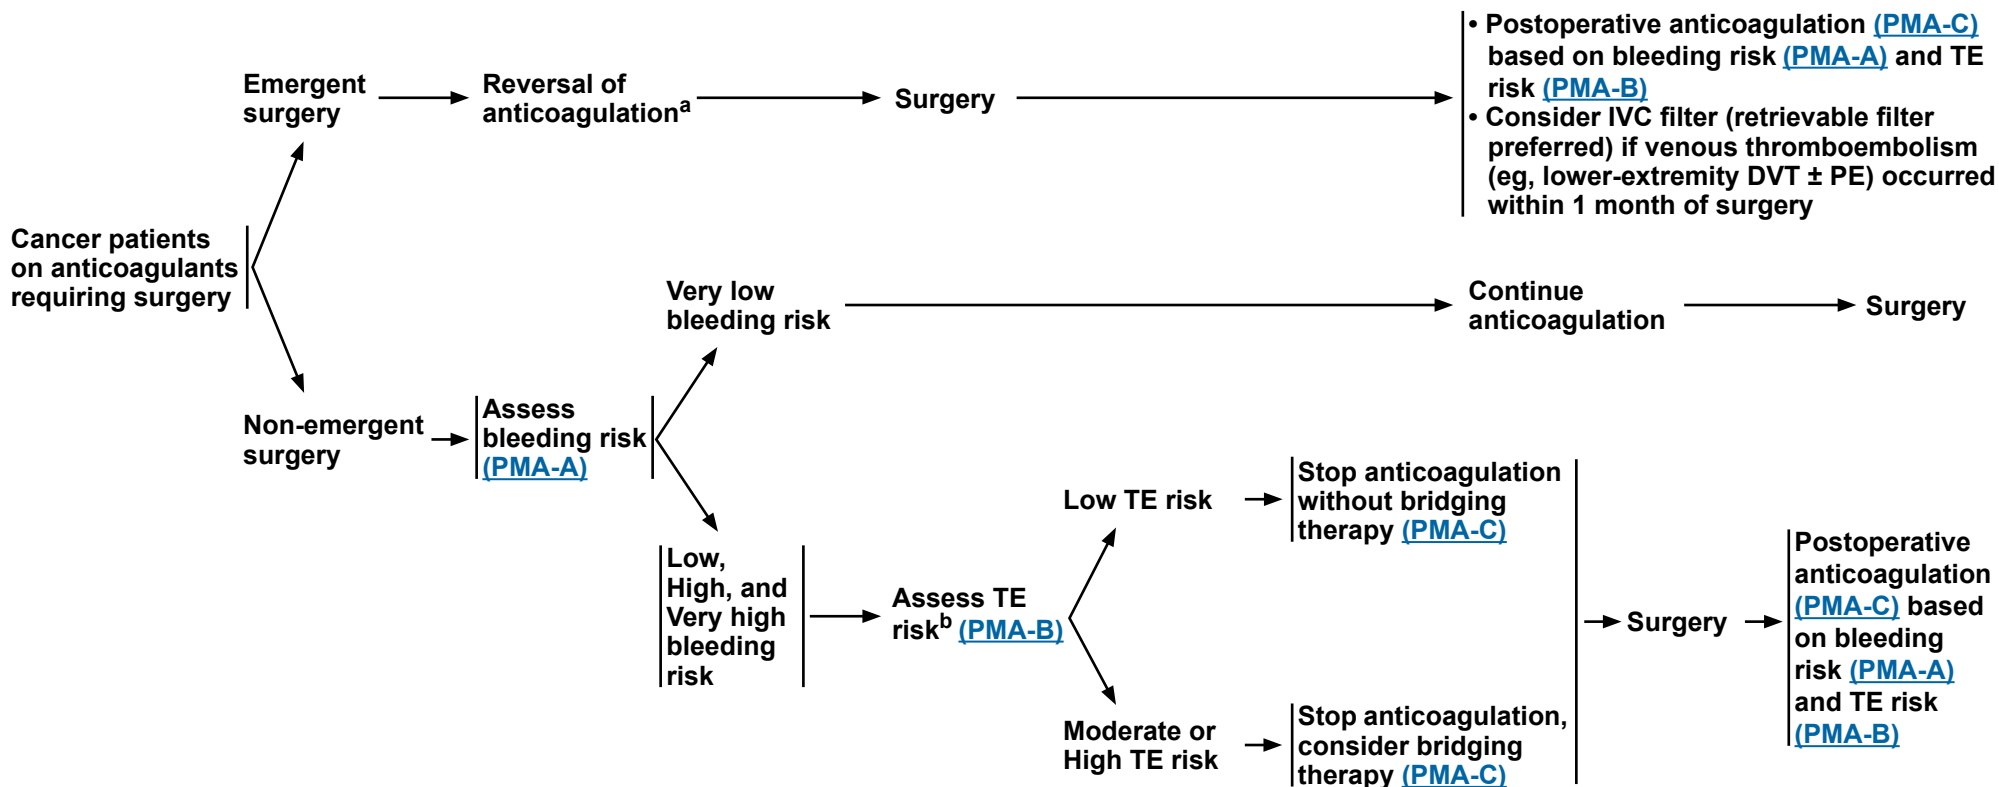 Cancer patients
on anticoagulants
requiring surgery
Emergent
surgery
Reversal of
anticoagulationᵃ
Surgery
• Postoperative anticoagulation (PMA-C)
based on bleeding risk (PMA-A) and TE
risk (PMA-B)
• Consider IVC filter (retrievable filter
preferred) if venous thromboembolism
(eg, lower-extremity DVT ± PE) occurred
within 1 month of surgery
Non-emergent
surgery
Assess
bleeding risk
(PMA-A)
Very low
bleeding risk
Continue
anticoagulation
Surgery
Low,
High, and
Very high
bleeding
risk
Assess TE
riskᵇ (PMA-B)
Low TE risk
Stop anticoagulation
without bridging
therapy (PMA-C)
Moderate or
High TE risk
Stop anticoagulation,
consider bridging
therapy (PMA-C)
Surgery
Postoperative
anticoagulation
(PMA-C) based
on bleeding
risk (PMA-A)
and TE risk
(PMA-B)